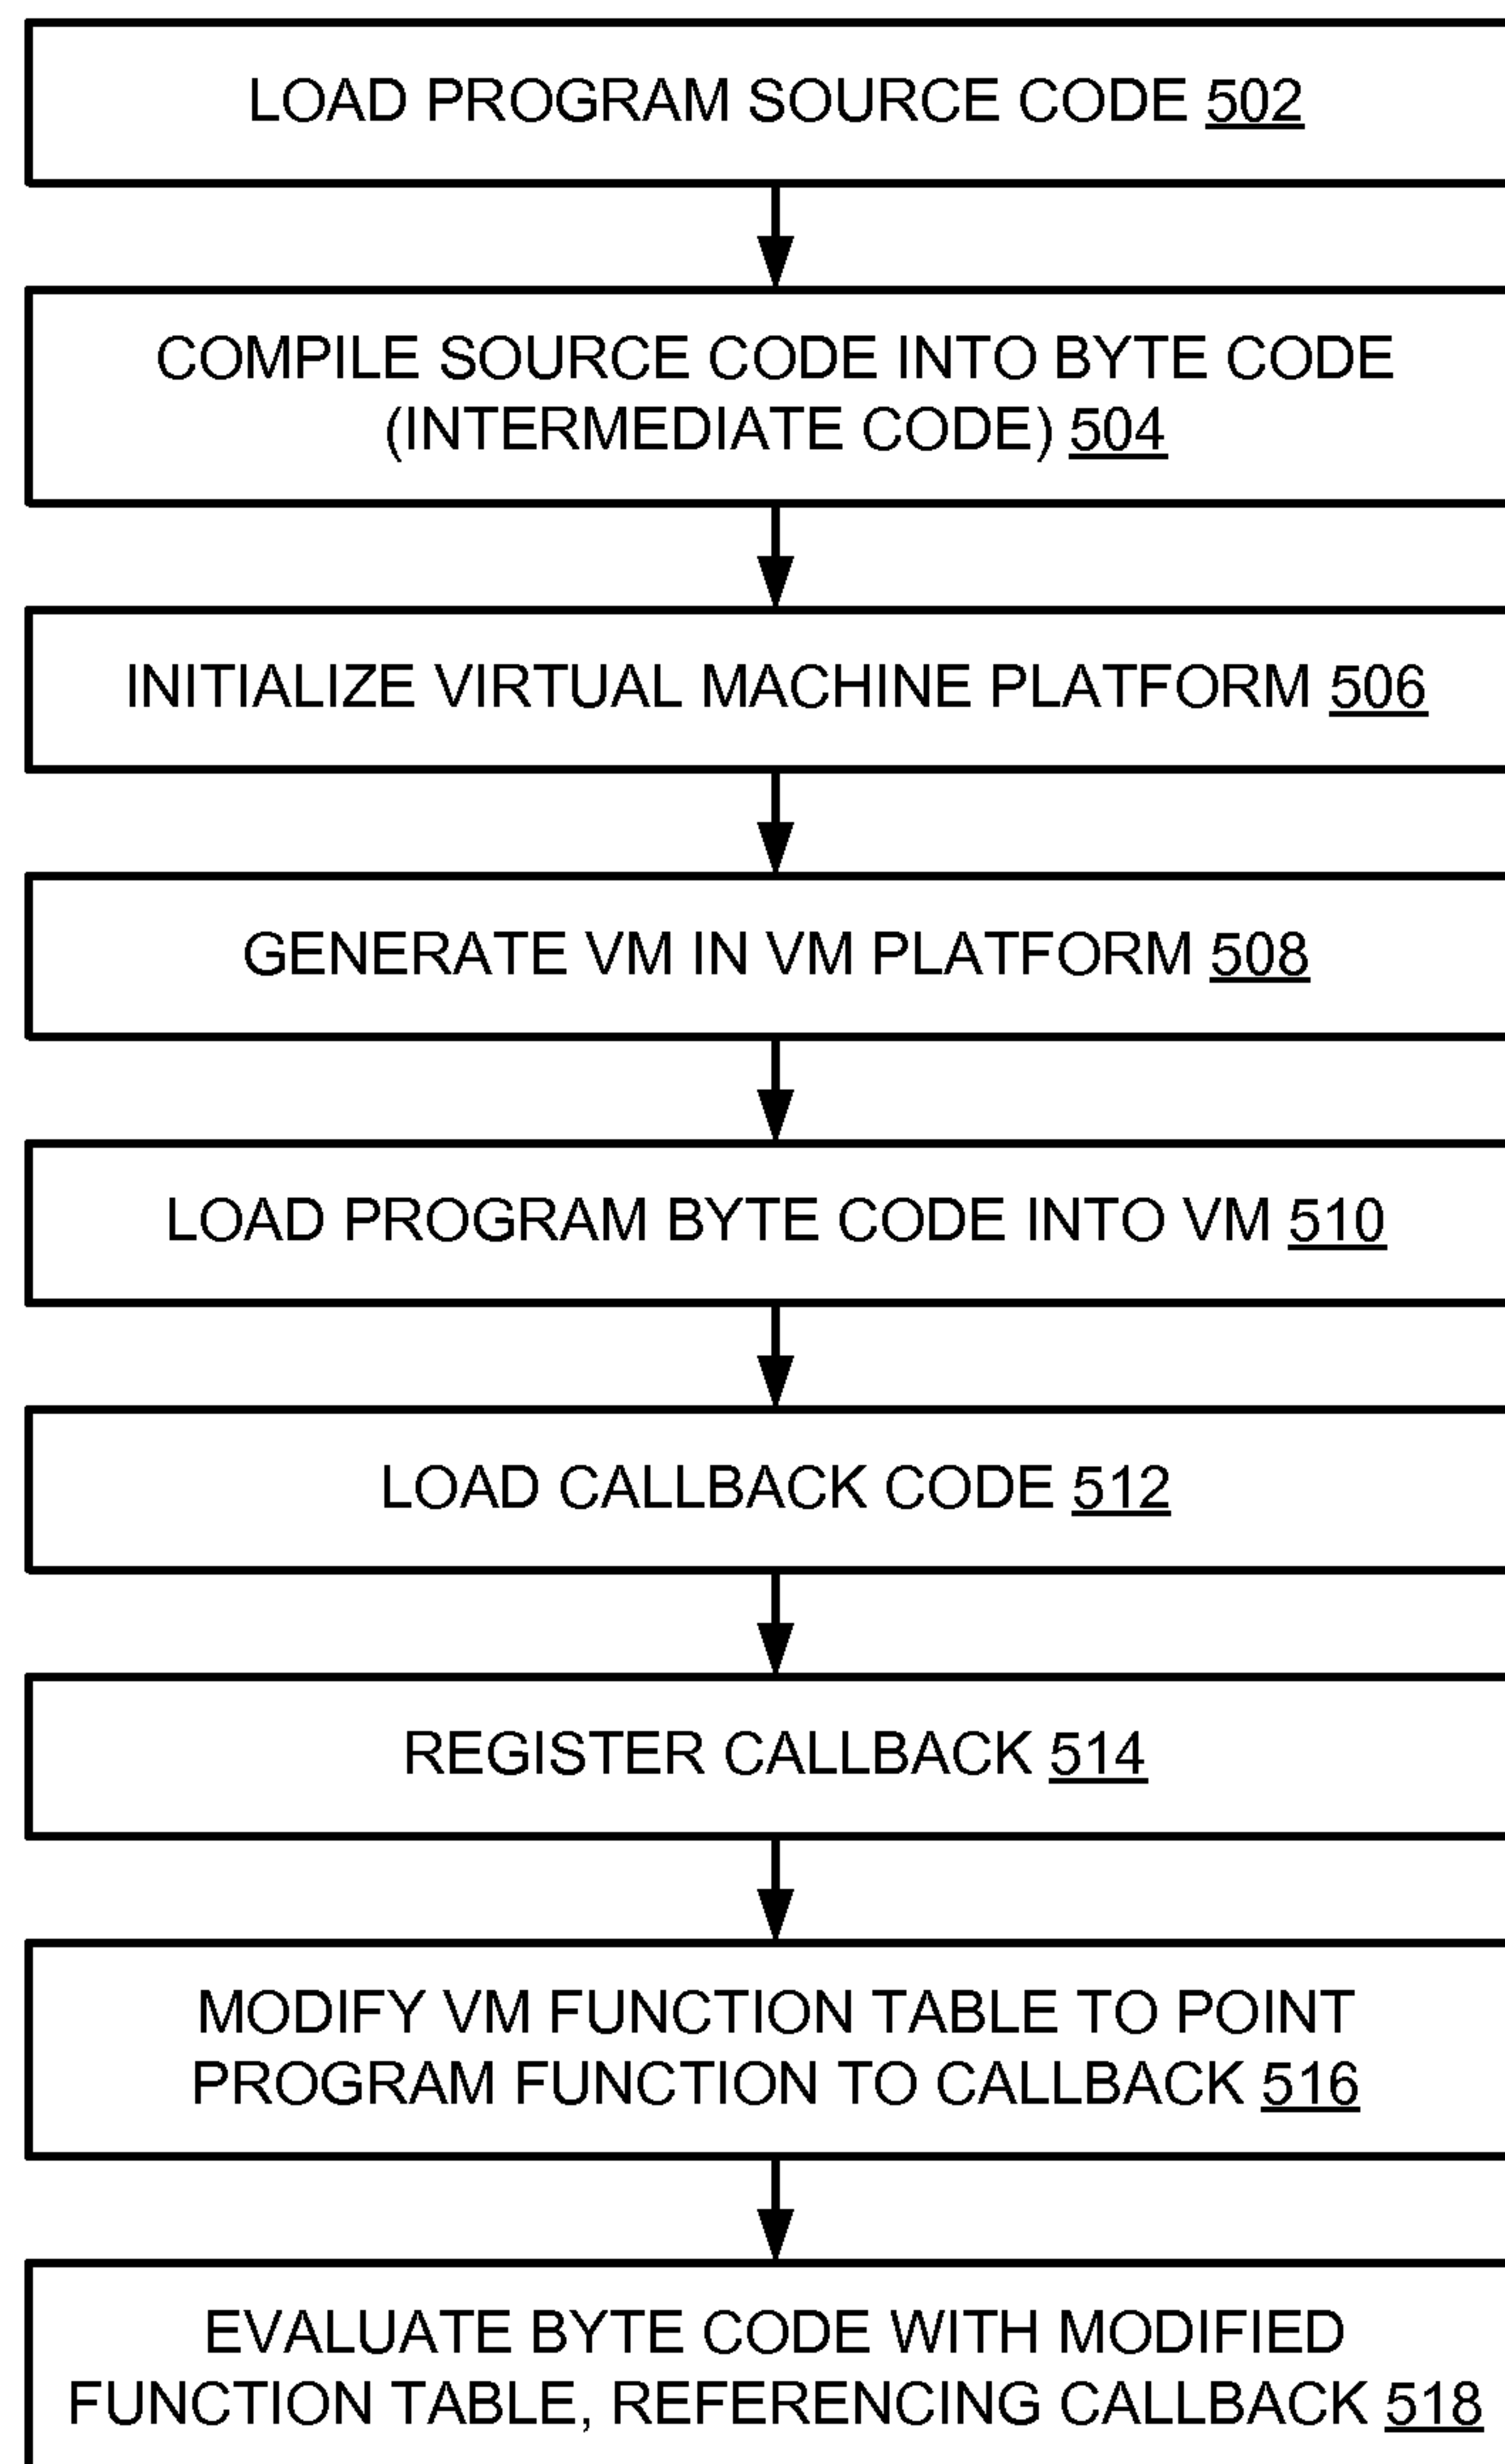 LOAD PROGRAM SOURCE CODE 502
COMPILE SOURCE CODE INTO BYTE CODE
(INTERMEDIATE CODE) 504
INITIALIZE VIRTUAL MACHINE PLATFORM 506
GENERATE VM IN VM PLATFORM 508
LOAD PROGRAM BYTE CODE INTO VM 510
LOAD CALLBACK CODE 512
REGISTER CALLBACK 514
MODIFY VM FUNCTION TABLE TO POINT
PROGRAM FUNCTION TO CALLBACK 516
EVALUATE BYTE CODE WITH MODIFIED
FUNCTION TABLE, REFERENCING CALLBACK 518